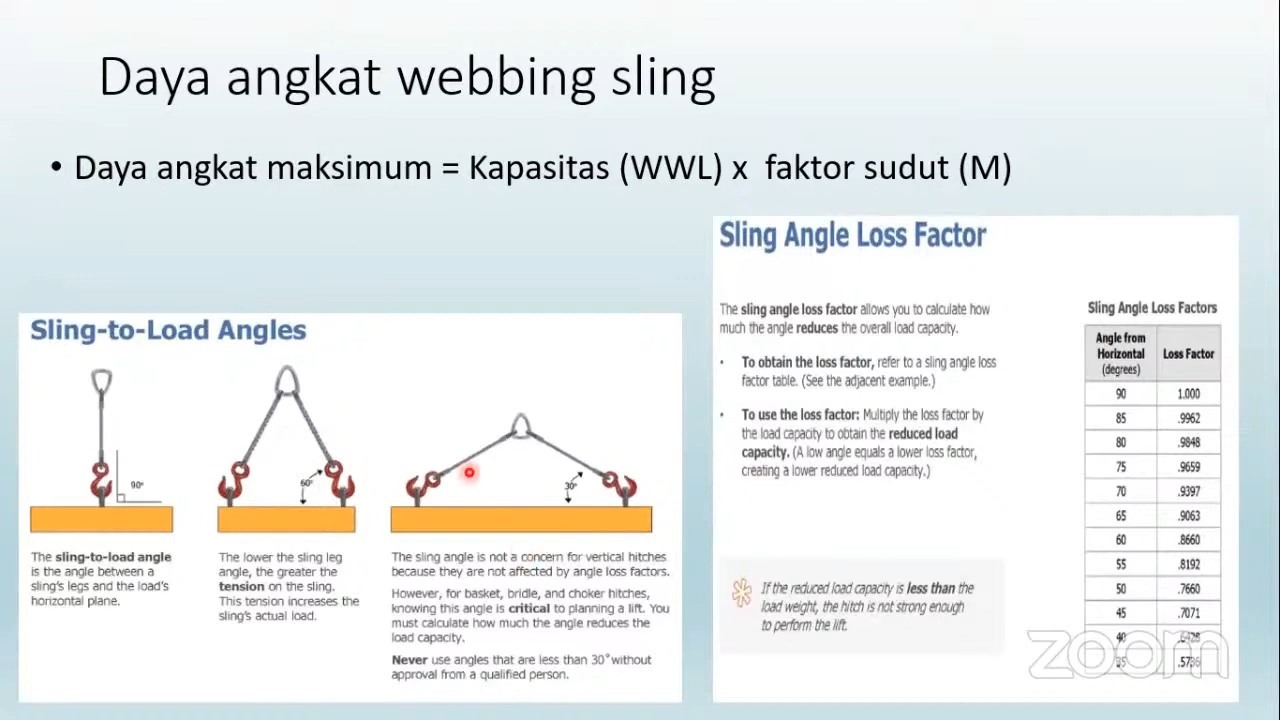 Daya angkat webbing sling
• Daya angkat maksimum = Kapasitas (WWL) x faktor sudut (M)
Sling-to-Load Angles
90°
60°
30°
The sling-to-load angle
is the angle between a
sling's legs and the load's
horizontal plane.
The lower the sling leg
angle, the greater the
tension on the sling.
This tension increases the
sling's actual load.
The sling angle is not a concern for vertical hitches
because they are not affected by angle loss factors.
However, for basket, bridle, and choker hitches,
knowing this angle is critical to planning a lift. You
must calculate how much the angle reduces the
load capacity.
Never use angles that are less than 30° without
approval from a qualified person.
Sling Angle Loss Factor
The sling angle loss factor allows you to calculate how
much the angle reduces the overall load capacity.
• To obtain the loss factor, refer to a sling angle loss
factor table. (See the adjacent example.)
• To use the loss factor: Multiply the loss factor by
the load capacity to obtain the reduced load
capacity. (A low angle equals a lower loss factor,
creating a lower reduced load capacity.)
If the reduced load capacity is less than the
load weight, the hitch is not strong enough
to perform the lift.
Sling Angle Loss Factors
Angle from
Horizontal
(degrees)
Loss Factor
90 1.000
85 .9962
80 .9848
75 .9659
70 .9397
65 .9063
60 .8660
55 .8192
50 .7660
45 .7071
40 .6428
35 .5736
zoom